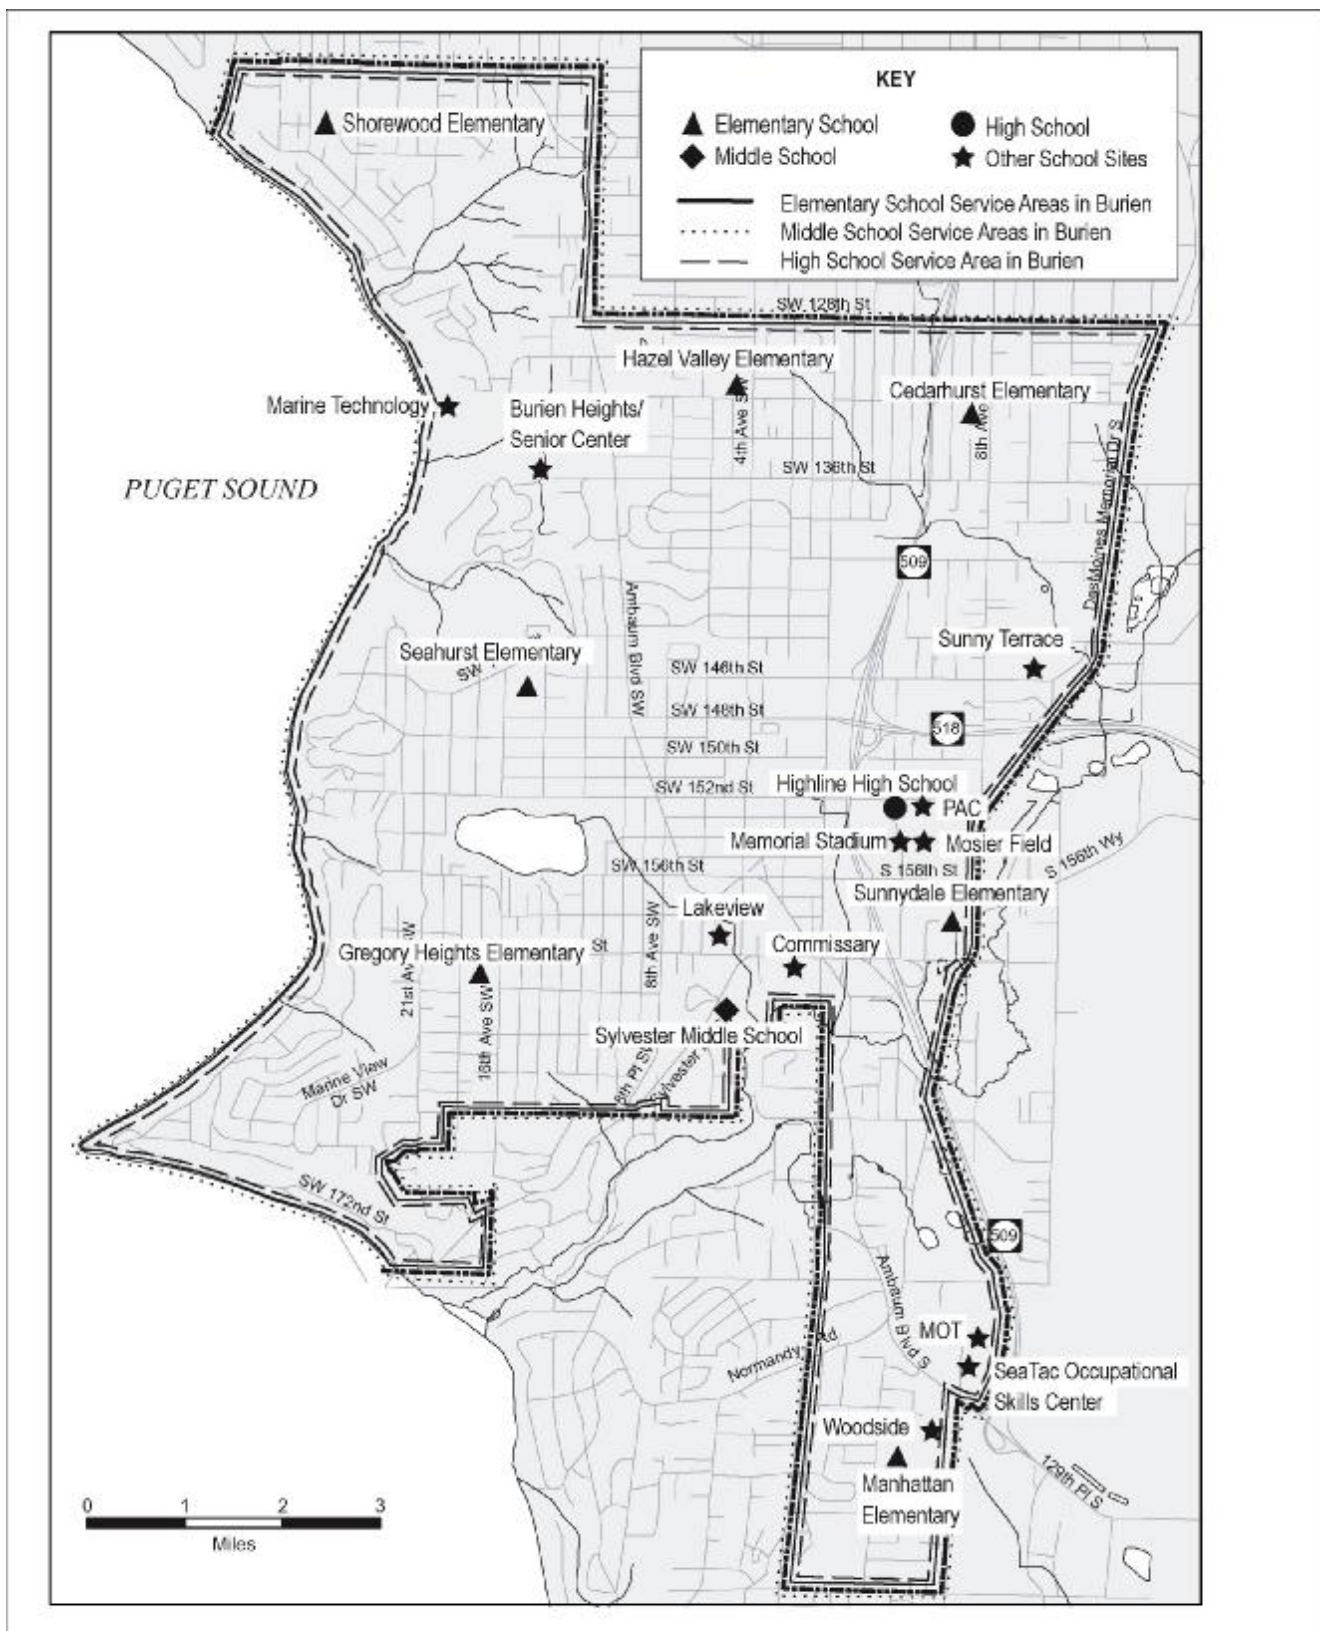 KEY
Elementary School
High School
Middle School
Other School Sites
Elementary School Service Areas in Burien
Middle School Service Areas in Burien
High School Service Area in Burien
Shorewood Elementary
SW 128th St
Hazel Valley Elementary
Cedarhurst Elementary
Marine Technology
Burien Heights/
Senior Center
4th Ave SW
8th Ave
SW 136th St
PUGET SOUND
DesMoines Memorial Dr S
509
Ambaum Blvd SW
Sunny Terrace
Seahurst Elementary
SW
SW 146th St
SW 148th St
518
SW 150th St
Highline High School
SW 152nd St
PAC
Memorial Stadium
Mosier Field
S 156th Wy
SW 156th St
S 156th St
Sunnydale Elementary
Lakeview
8th Ave SW
Commissary
Gregory Heights Elementary
St
21st Av W
16th Ave SW
Sylvester Middle School
8th Pl SW
Sylvester
Marine View
Dr SW
SW 172nd St
509
Ambaum Blvd S
MOT
Normandy Rd
SeaTac Occupational
Skills Center
Woodside
Manhattan
Elementary
129th Pl S
0 1 2 3
Miles